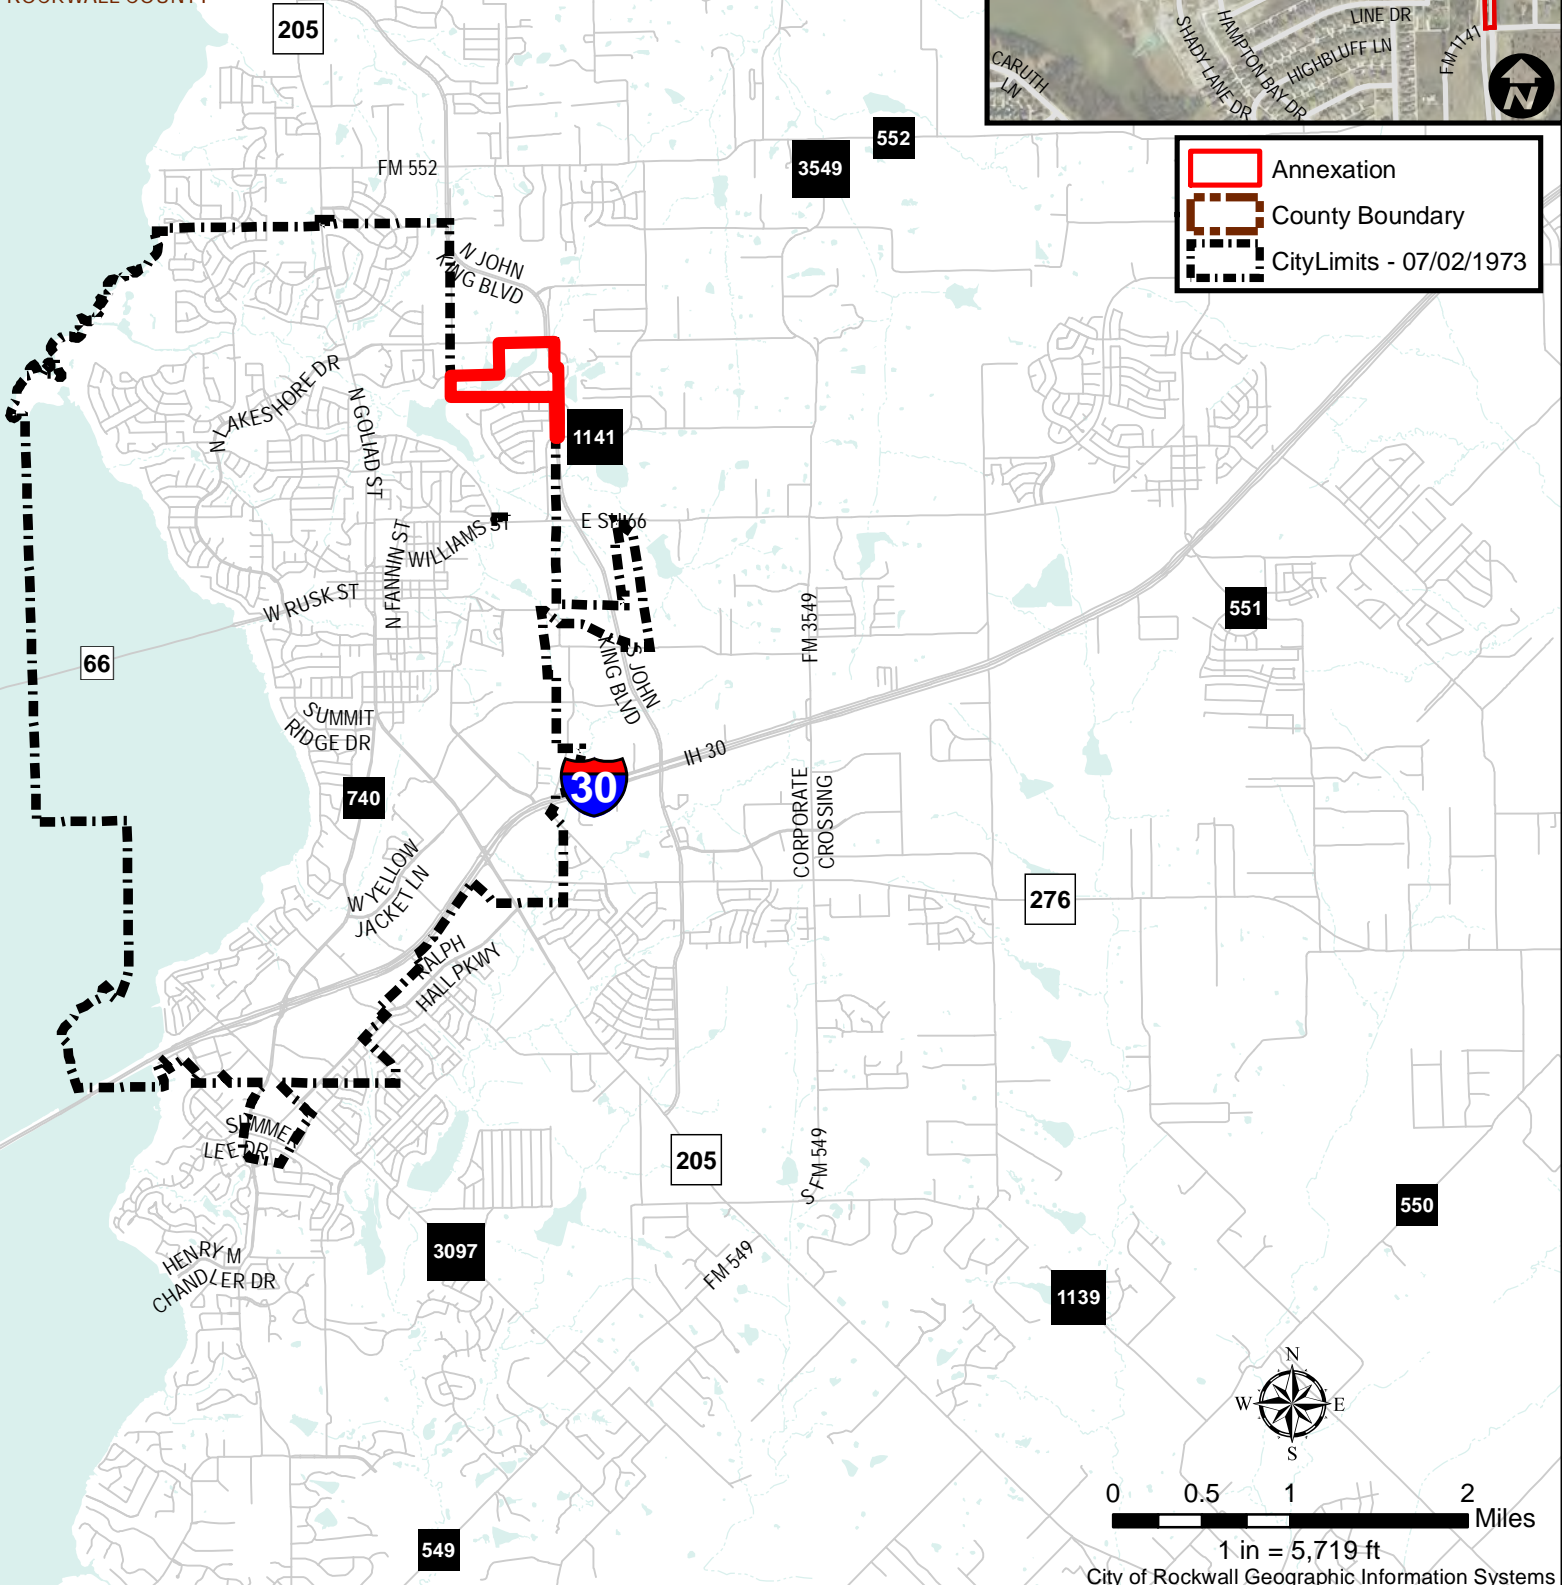 ROCKWALL COUNTY
205
LINE DR
SHADY LANE DR
HAMPTON BAY DR
HIGHBLUFF LN
FM 1141
CARUTH
LN
N
552
3549
FM 552
Annexation
County Boundary
CityLimits - 07/02/1973
N JOHN
KING BLVD
N LAKESHORE DR
N GOLIAD ST
1141
E SH 66
WILLIAMS ST
N FANNIN ST
W RUSK ST
FM 3549
551
66
S JOHN
KING BLVD
SUMMIT
RIDGE DR
IH 30
30
740
CORPORATE
CROSSING
W YELLOW
JACKET LN
276
RALPH
HALL PKWY
SUMMER
LEE DR
205
S FM 549
550
3097
HENRY M
CHANDLER DR
FM 549
1139
N
W
E
S
0
0.5
1
2
Miles
1 in = 5,719 ft
549
City of Rockwall Geographic Information Systems